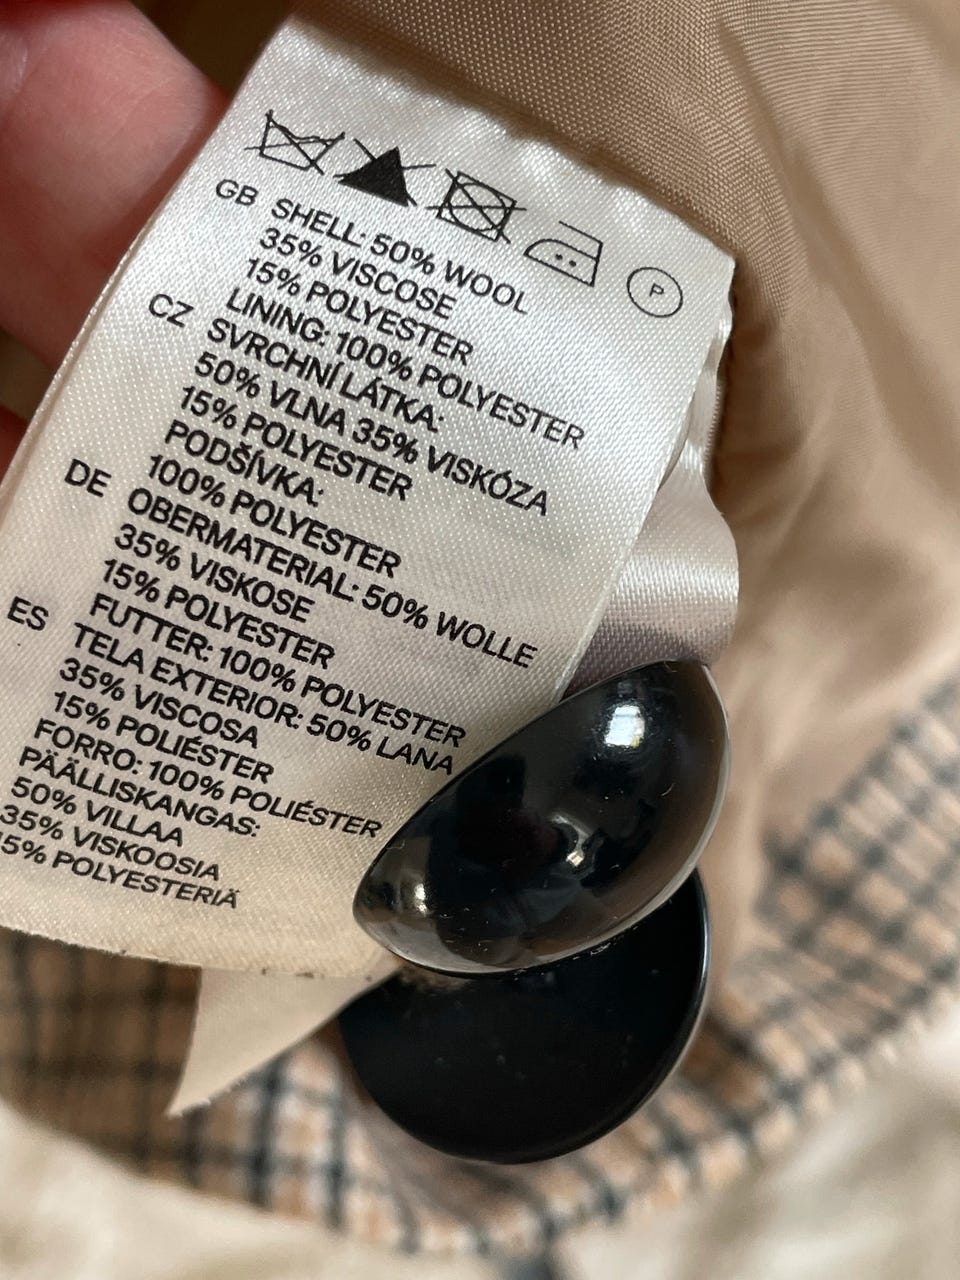 P
GB SHELL: 50% WOOL
35% VISCOSE
15% POLYESTER
LINING: 100% POLYESTER
CZ SVRCHNÍ LÁTKA:
50% VLNA 35% VISKÓZA
15% POLYESTER
PODŠÍVKA:
100% POLYESTER
DE OBERMATERIAL: 50% WOLLE
35% VISKOSE
15% POLYESTER
FUTTER: 100% POLYESTER
ES TELA EXTERIOR: 50% LANA
35% VISCOSA
15% POLIÉSTER
FORRO: 100% POLIÉSTER
PÄÄLLISKANGAS:
50% VILLAA
35% VISKOOSIA
15% POLYESTERIÄ